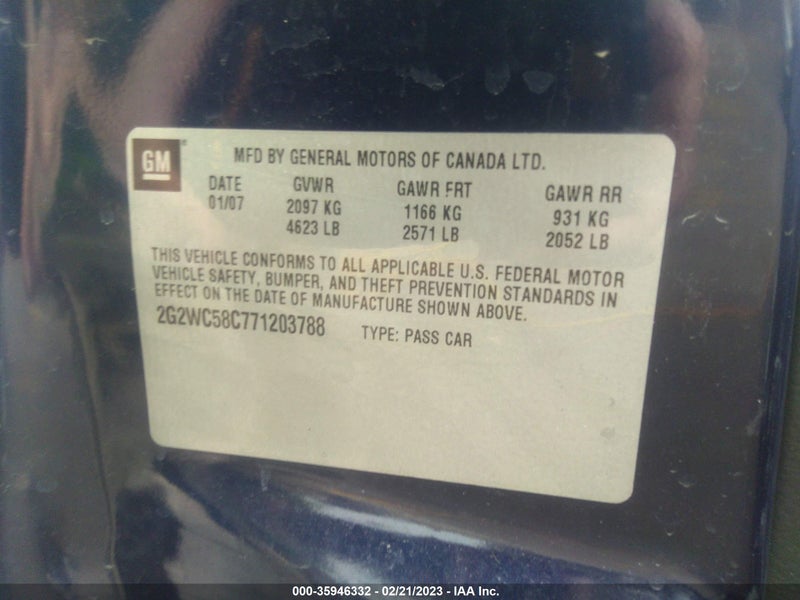 GM
MFD BY GENERAL MOTORS OF CANADA LTD.
DATE GVWR GAWR FRT GAWR RR
01/07 2097 KG 1166 KG 931 KG
4623 LB 2571 LB 2052 LB
THIS VEHICLE CONFORMS TO ALL APPLICABLE U.S. FEDERAL MOTOR
VEHICLE SAFETY, BUMPER, AND THEFT PREVENTION STANDARDS IN
EFFECT ON THE DATE OF MANUFACTURE SHOWN ABOVE.
2G2WC58C771203788 TYPE: PASS CAR
000-35946332 - 02/21/2023 - IAA Inc.